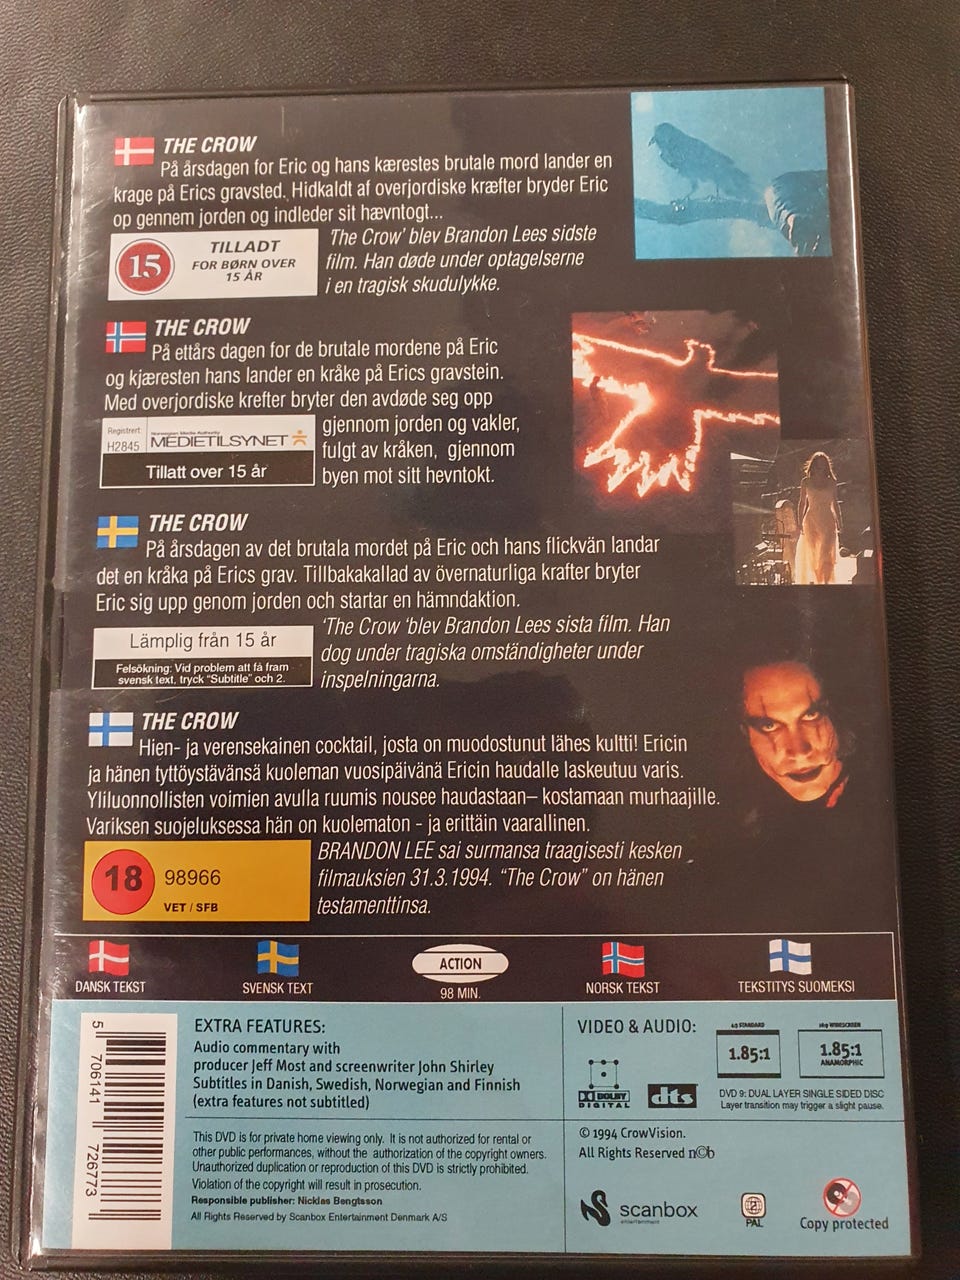 THE CROW
På årsdagen for Eric og hans kærestes brutale mord lander en
krage på Erics gravsted. Hidkaldt af overjordiske kræfter bryder Eric
op gennem jorden og indleder sit hævntogt...
15
TILLADT
FOR BØRN OVER
15 ÅR
The Crow' blev Brandon Lees sidste
film. Han døde under optagelserne
i en tragisk skudulykke.
THE CROW
På ettårs dagen for de brutale mordene på Eric
og kjæresten hans lander en kråke på Erics gravstein.
Med overjordiske krefter bryter den avdøde seg opp
gjennom jorden og vakler,
fulgt av kråken, gjennom
byen mot sitt hevntokt.
Registrert
H2845
Norwegian Media Authority
MEDIETILSYNET
Tillatt over 15 år
THE CROW
På årsdagen av det brutala mordet på Eric och hans flickvän landar
det en kråka på Erics grav. Tillbakakallad av övernaturliga krafter bryter
Eric sig upp genom jorden och startar en hämndaktion.
Lämplig från 15 år
Felsökning: Vid problem att få fram
svensk text, tryck "Subtitle" och 2.
'The Crow 'blev Brandon Lees sista film. Han
dog under tragiska omständigheter under
inspelningarna.
THE CROW
Hien- ja verensekainen cocktail, josta on muodostunut lähes kultti! Ericin
ja hänen tyttöystävänsä kuoleman vuosipäivänä Ericin haudalle laskeutuu varis.
Yliluonnollisten voimien avulla ruumis nousee haudastaan– kostamaan murhaajille.
Variksen suojeluksessa hän on kuolematon - ja erittäin vaarallinen.
18
98966
VET / SFB
BRANDON LEE sai surmansa traagisesti kesken
filmauksien 31.3.1994. "The Crow" on hänen
testamenttinsa.
DANSK TEKST
SVENSK TEXT
ACTION
98 MIN.
NORSK TEKST
TEKSTITYS SUOMEKSI
5 706141 726773
EXTRA FEATURES:
Audio commentary with
producer Jeff Most and screenwriter John Shirley
Subtitles in Danish, Swedish, Norwegian and Finnish
(extra features not subtitled)
VIDEO & AUDIO:
DOLBY
DIGITAL
dts
4:3 STANDARD
1.85:1
16:9 WIDESCREEN
1.85:1
ANAMORPHIC
DVD 9: DUAL LAYER SINGLE SIDED DISC
Layer transition may trigger a slight pause.
This DVD is for private home viewing only. It is not authorized for rental or
other public performances, without the authorization of the copyright owners.
Unauthorized duplication or reproduction of this DVD is strictly prohibited.
Violation of the copyright will result in prosecution.
Responsible publisher: Nicklas Bengtsson
All Rights Reserved by Scanbox Entertainment Denmark A/S
© 1994 CrowVision.
All Rights Reserved n©b
scanbox
entertainment
2
PAL
Copy protected